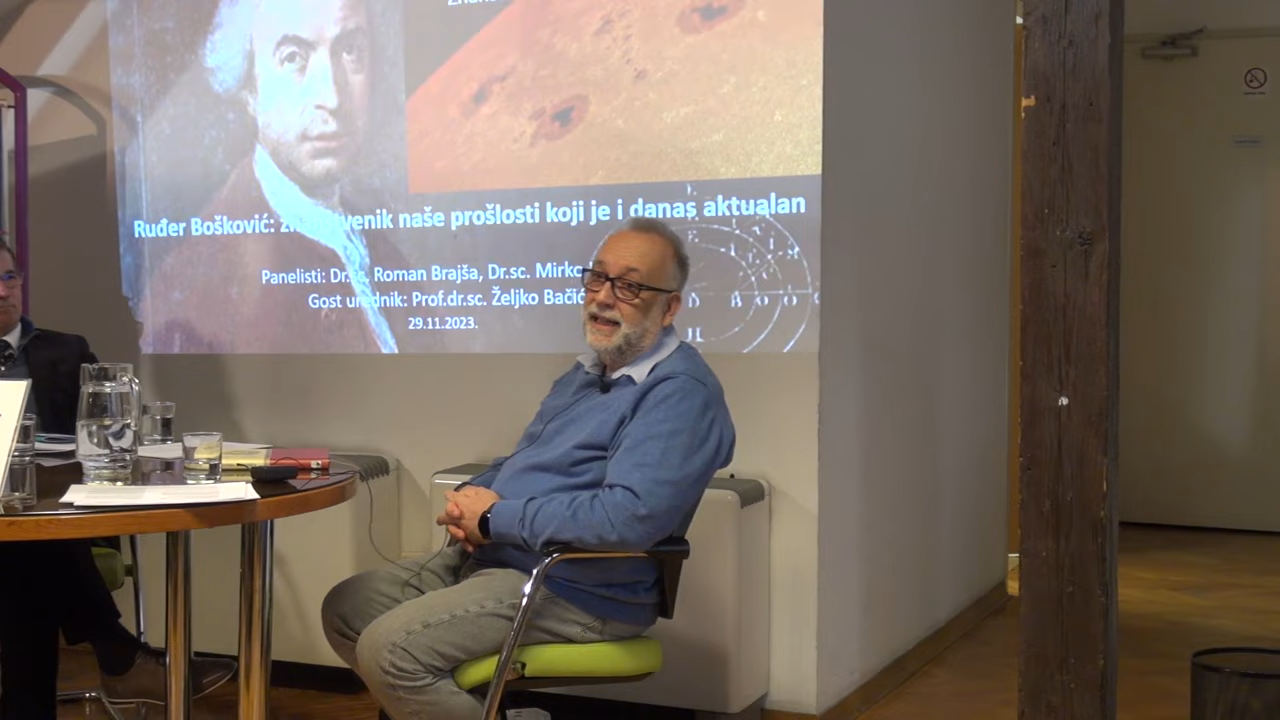 Ruđer Bošković: naše prošlosti koji je i danas aktualan
Panelisti: Dr.sc. Roman Brajša, Dr.sc. Mirko
Gost urednik: Prof.dr.sc. Željko Bačić
29.11.2023.